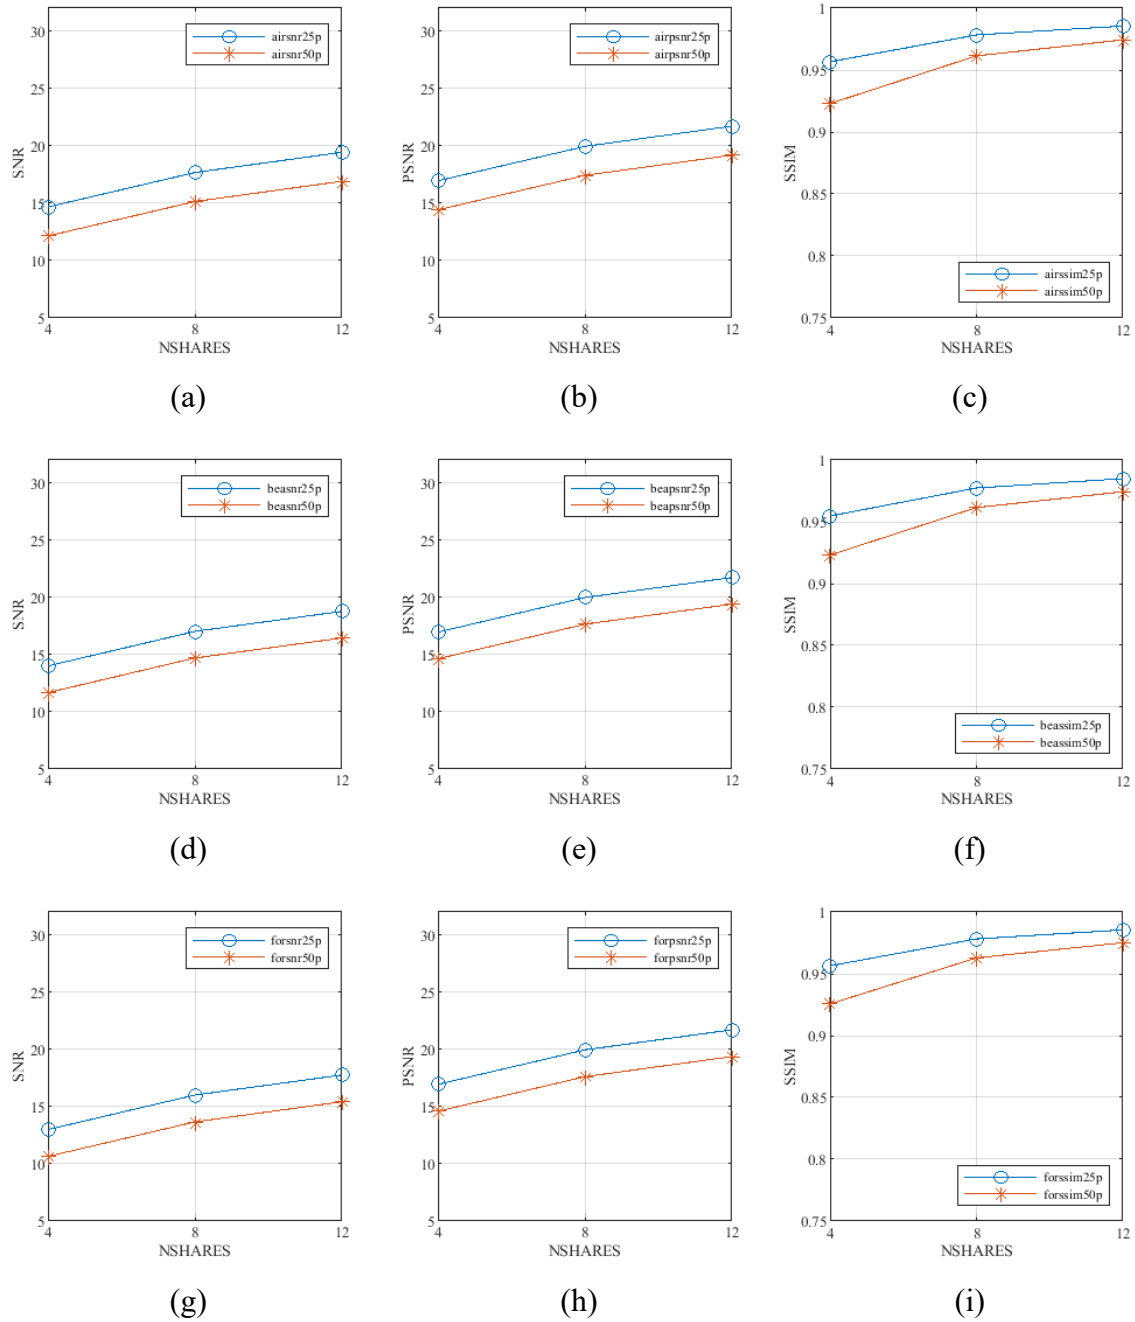 30
25
20
15
10
5
SNR
airsnr25p
airsnr50p
4
8
12
NSHARES
(a)
30
25
20
15
10
5
PSNR
airpsnr25p
airpsnr50p
4
8
12
NSHARES
(b)
1
0.95
0.9
0.85
0.8
0.75
SSIM
airssim25p
airssim50p
4
8
12
NSHARES
(c)
30
25
20
15
10
5
SNR
beasnr25p
beasnr50p
4
8
12
NSHARES
(d)
30
25
20
15
10
5
PSNR
beapsnr25p
beapsnr50p
4
8
12
NSHARES
(e)
1
0.95
0.9
0.85
0.8
0.75
SSIM
beassim25p
beassim50p
4
8
12
NSHARES
(f)
30
25
20
15
10
5
SNR
forsnr25p
forsnr50p
4
8
12
NSHARES
(g)
30
25
20
15
10
5
PSNR
forpsnr25p
forpsnr50p
4
8
12
NSHARES
(h)
1
0.95
0.9
0.85
0.8
0.75
SSIM
forssim25p
forssim50p
4
8
12
NSHARES
(i)